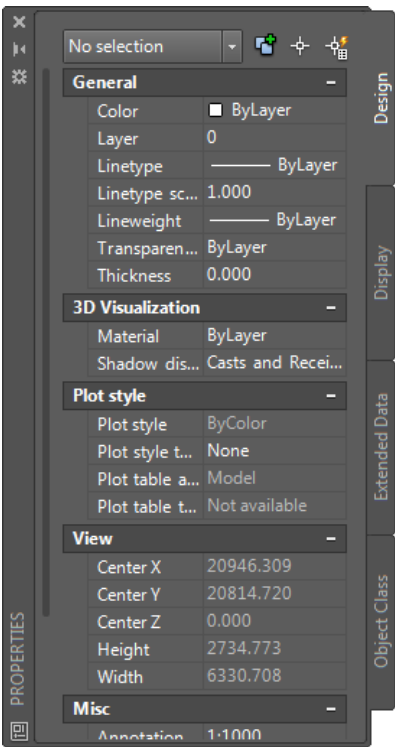 No selection
General
Color ByLayer
Layer 0
Linetype ByLayer
Linetype sc... 1.000
Lineweight ByLayer
Transparen... ByLayer
Thickness 0.000
3D Visualization
Material ByLayer
Shadow dis... Casts and Recei...
Plot style
Plot style ByColor
Plot style t... None
Plot table a... Model
Plot table t... Not available
View
Center X 20946.309
Center Y 20814.720
Center Z 0.000
Height 2734.773
Width 6330.708
Misc
Annotation 1:1000
Design
Display
Extended Data
Object Class
PROPERTIES